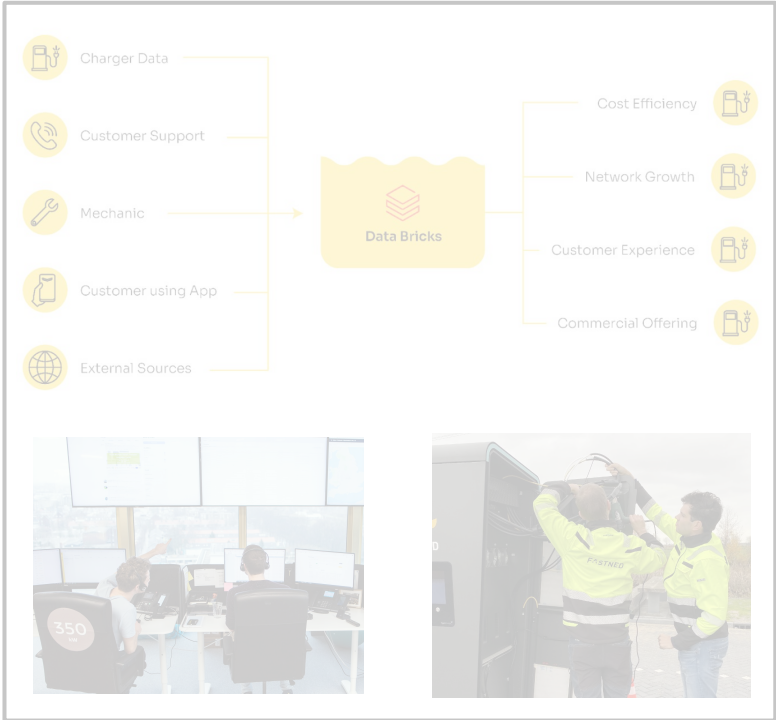 Charger Data
Customer Support
Mechanic
Customer using App
External Sources
Data Bricks
Cost Efficiency
Network Growth
Customer Experience
Commercial Offering
350
FASTNED